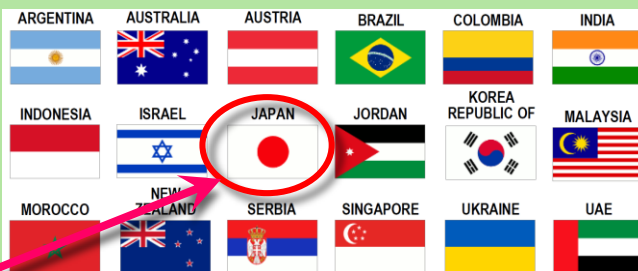 ARGENTINA AUSTRALIA AUSTRIA BRAZIL COLOMBIA INDIA
INDONESIA ISRAEL JAPAN JORDAN KOREA REPUBLIC OF MALAYSIA
MOROCCO NEW ZEALAND SERBIA SINGAPORE UKRAINE UAE